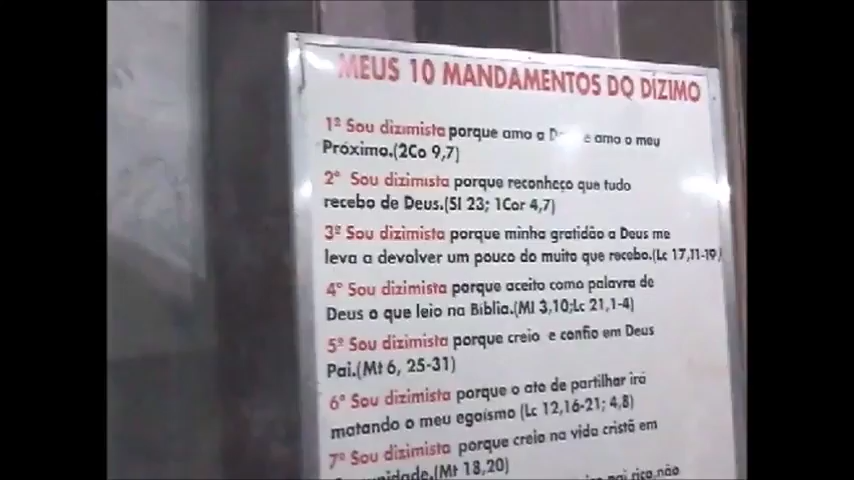 MEUS 10 MANDAMENTOS DO DÍZIMO
1º Sou dizimista porque amo a e amo o meu
Próximo.(2Co 9,7)
2º Sou dizimista porque reconheço que tudo
recebo de Deus.(Sl 23; 1Cor 4,7)
3º Sou dizimista porque minha gratidão a Deus me
leva a devolver um pouco do muito que recebo.(Lc 17,11-19)
4º Sou dizimista porque aceito como palavra de
Deus o que leio na Bíblia.(Ml 3,10;Lc 21,1-4)
5º Sou dizimista porque creio e confio em Deus
Pai.(Mt 6, 25-31)
6º Sou dizimista porque o ato de partilhar irá
matando o meu egoísmo (Lc 12,16-21; 4,8)
7º Sou dizimista porque creio na vida cristã em
(Mt 18,20)
não